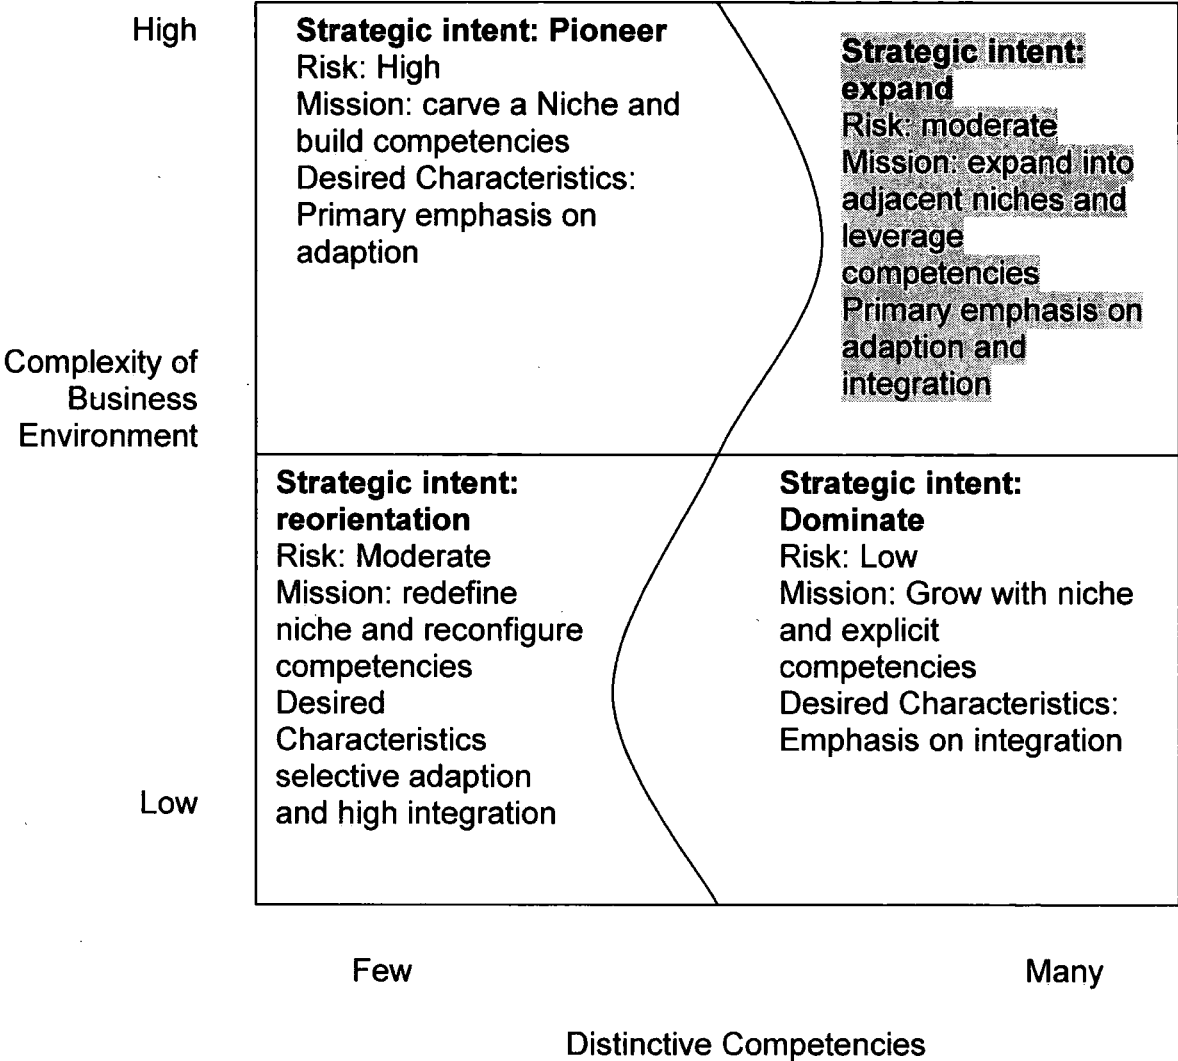 High
Strategic intent: Pioneer
Risk: High
Mission: carve a Niche and
build competencies
Desired Characteristics:
Primary emphasis on
adaption
Strategic intent:
expand
Risk: moderate
Mission: expand into
adjacent niches and
leverage
competencies
Primary emphasis on
adaption and
integration
Complexity of
Business
Environment
Strategic intent:
reorientation
Risk: Moderate
Mission: redefine
niche and reconfigure
competencies
Desired
Characteristics
selective adaption
and high integration
Strategic intent:
Dominate
Risk: Low
Mission: Grow with niche
and explicit
competencies
Desired Characteristics:
Emphasis on integration
Low
Few
Many
Distinctive Competencies